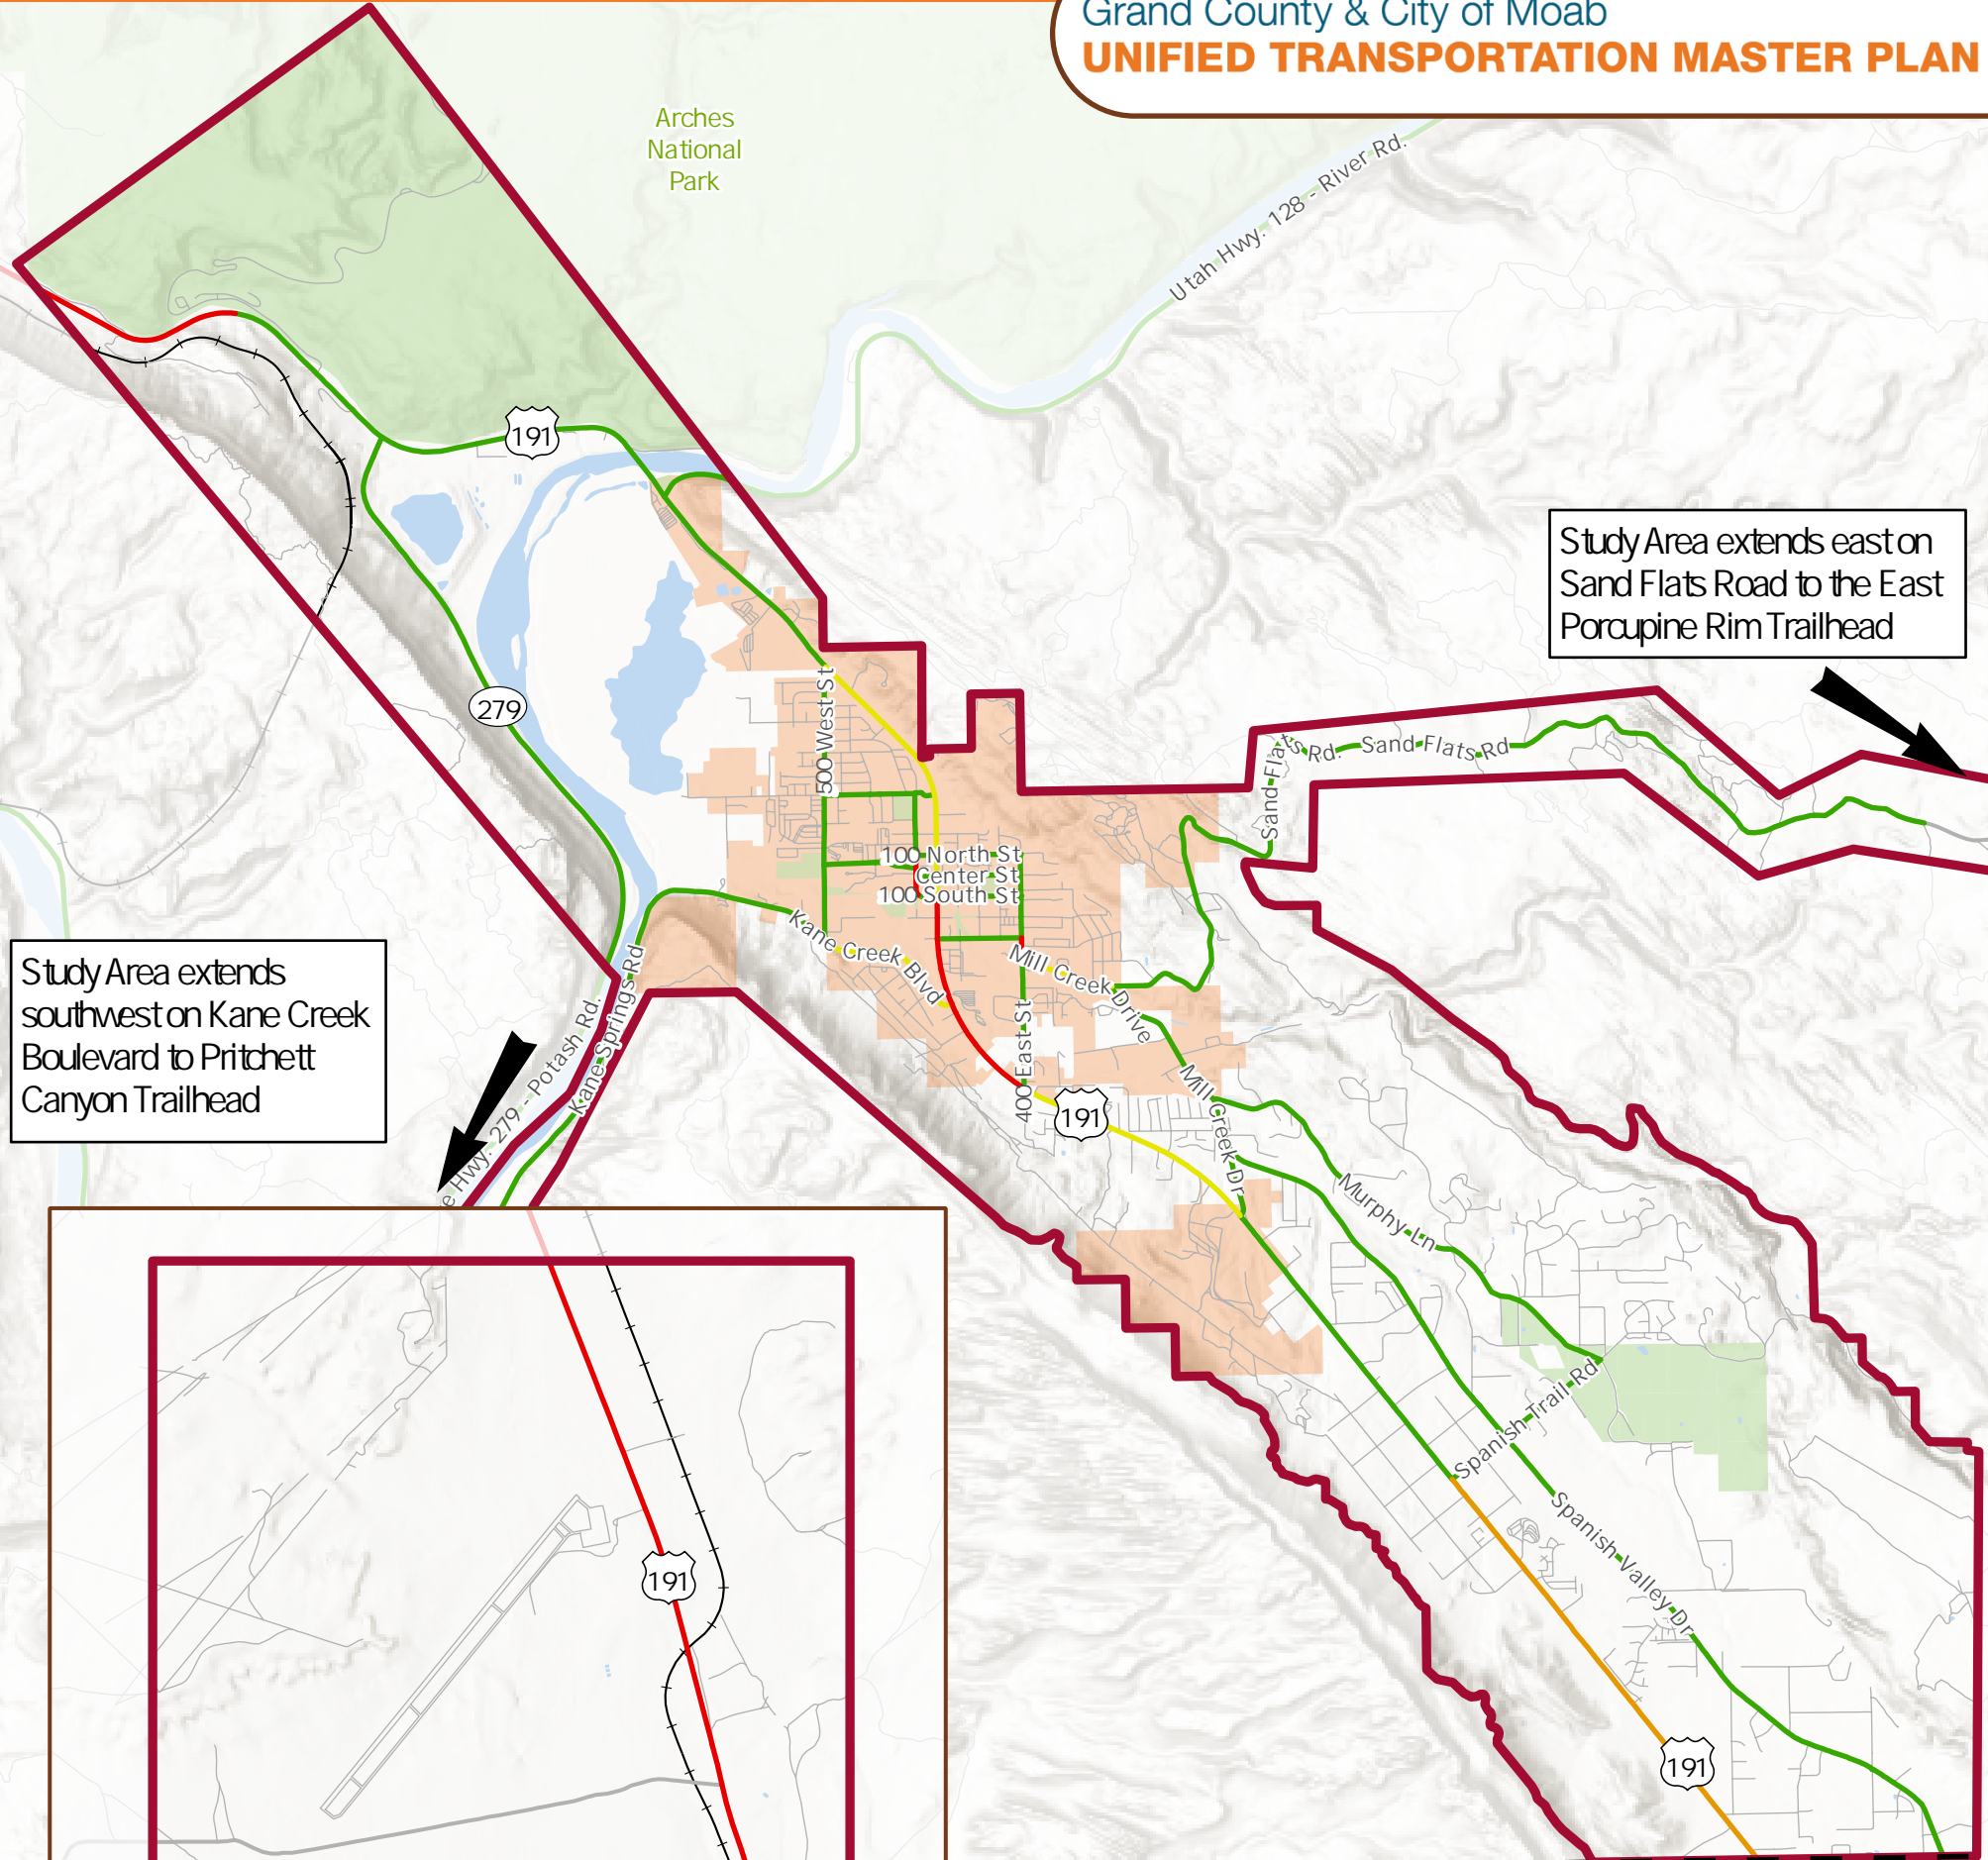 Grand County & City of Moab
UNIFIED TRANSPORTATION MASTER PLAN
Arches
National
Park
Utah Hwy. 128 - River Rd.
191
Study Area extends east on
Sand Flats Road to the East
Porcupine Rim Trailhead
279
500 West St
Sand Flats Rd.
Sand Flats Rd
100 North St
Center St
100 South St
Kane Creek Blvd
Mill Creek Drive
Study Area extends
southwest on Kane Creek
Boulevard to Pritchett
Canyon Trailhead
e Hwy. 279 - Potash Rd.
Kane Springs Rd
400 East St
191
Mill Creek Dr
Murphy Ln
Spanish Trail Rd
Spanish Valley Dr
191
191